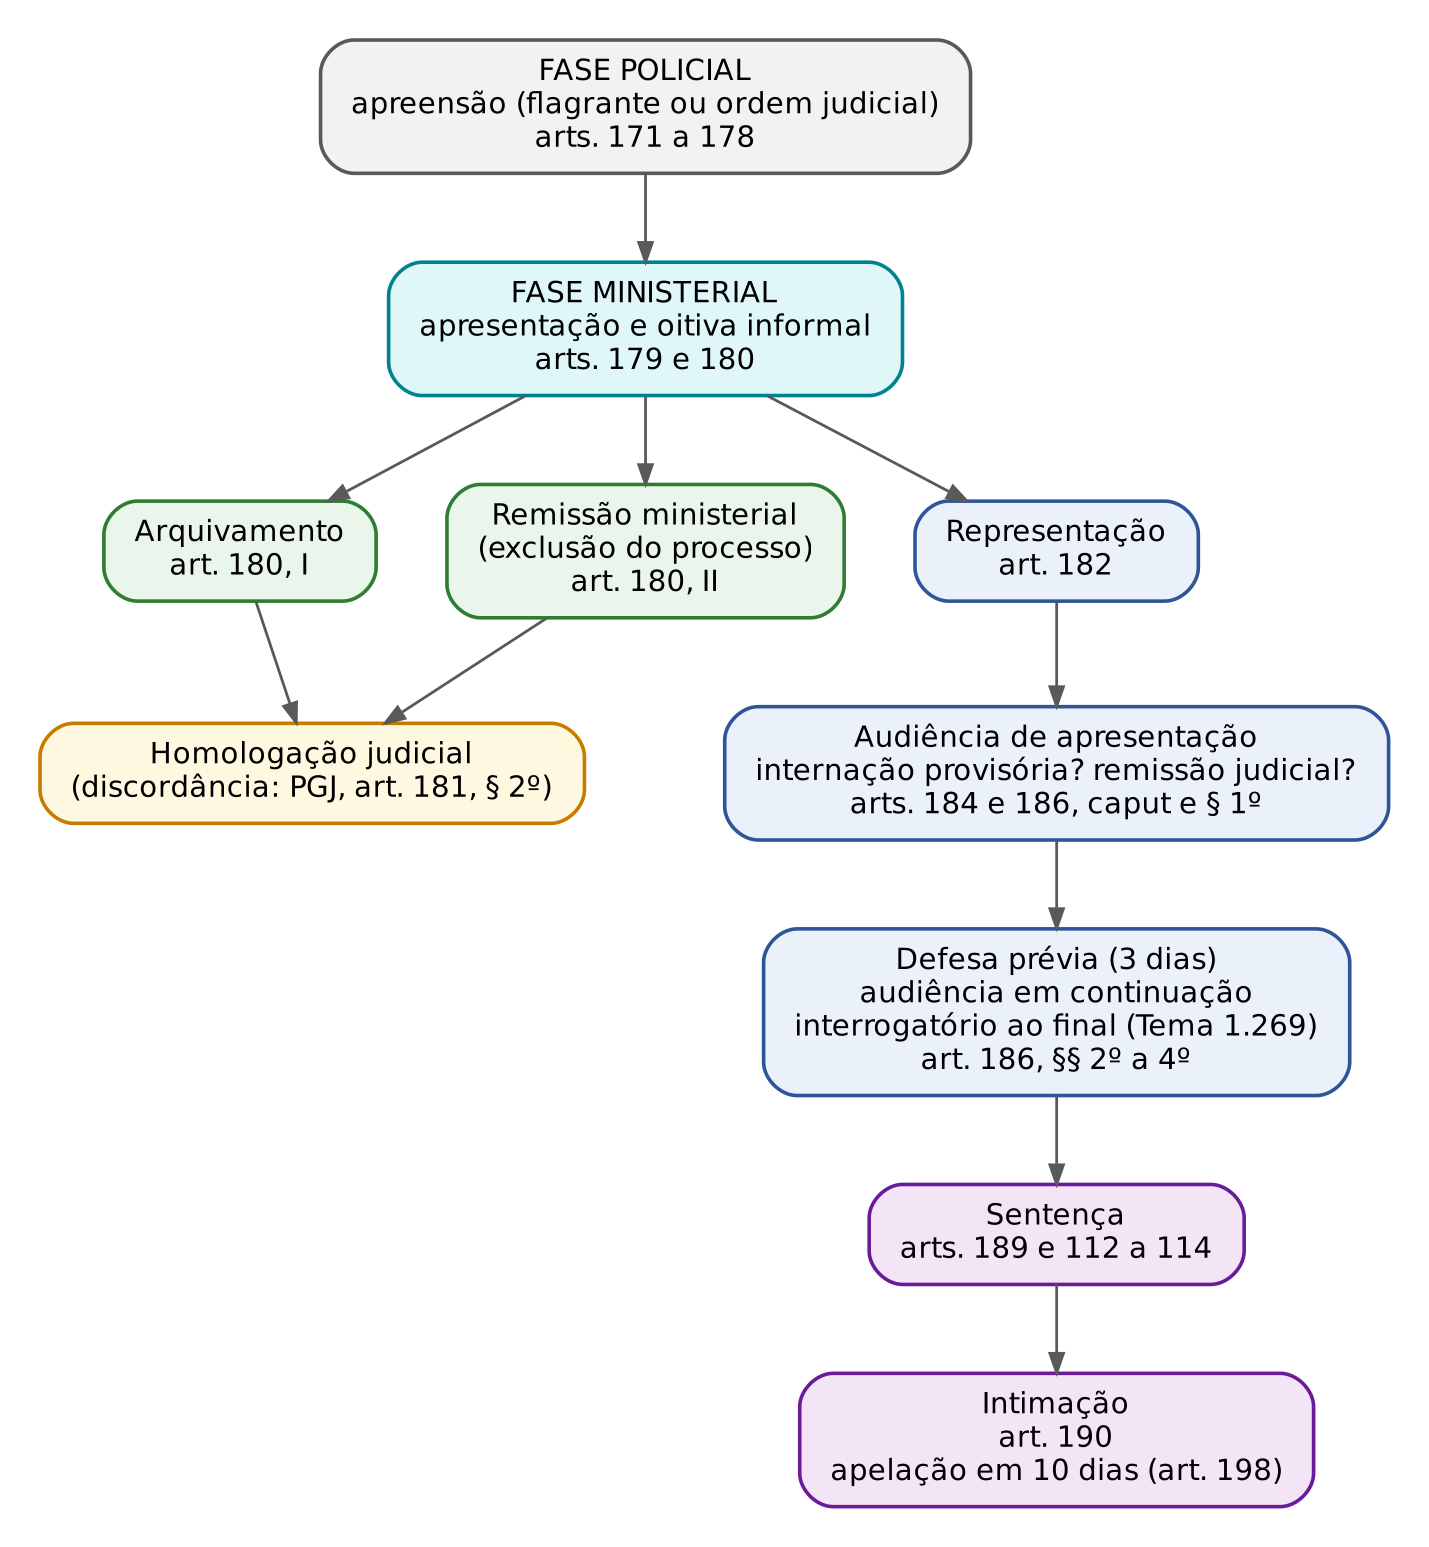 FASE POLICIAL
apreensão (flagrante ou ordem judicial)
arts. 171 a 178
FASE MINISTERIAL
apresentação e oitiva informal
arts. 179 e 180
Arquivamento
art. 180, I
Remissão ministerial
(exclusão do processo)
art. 180, II
Representação
art. 182
Homologação judicial
(discordância: PGJ, art. 181, § 2º)
Audiência de apresentação
internação provisória? remissão judicial?
arts. 184 e 186, caput e § 1º
Defesa prévia (3 dias)
audiência em continuação
interrogatório ao final (Tema 1.269)
art. 186, §§ 2º a 4º
Sentença
arts. 189 e 112 a 114
Intimação
art. 190
apelação em 10 dias (art. 198)